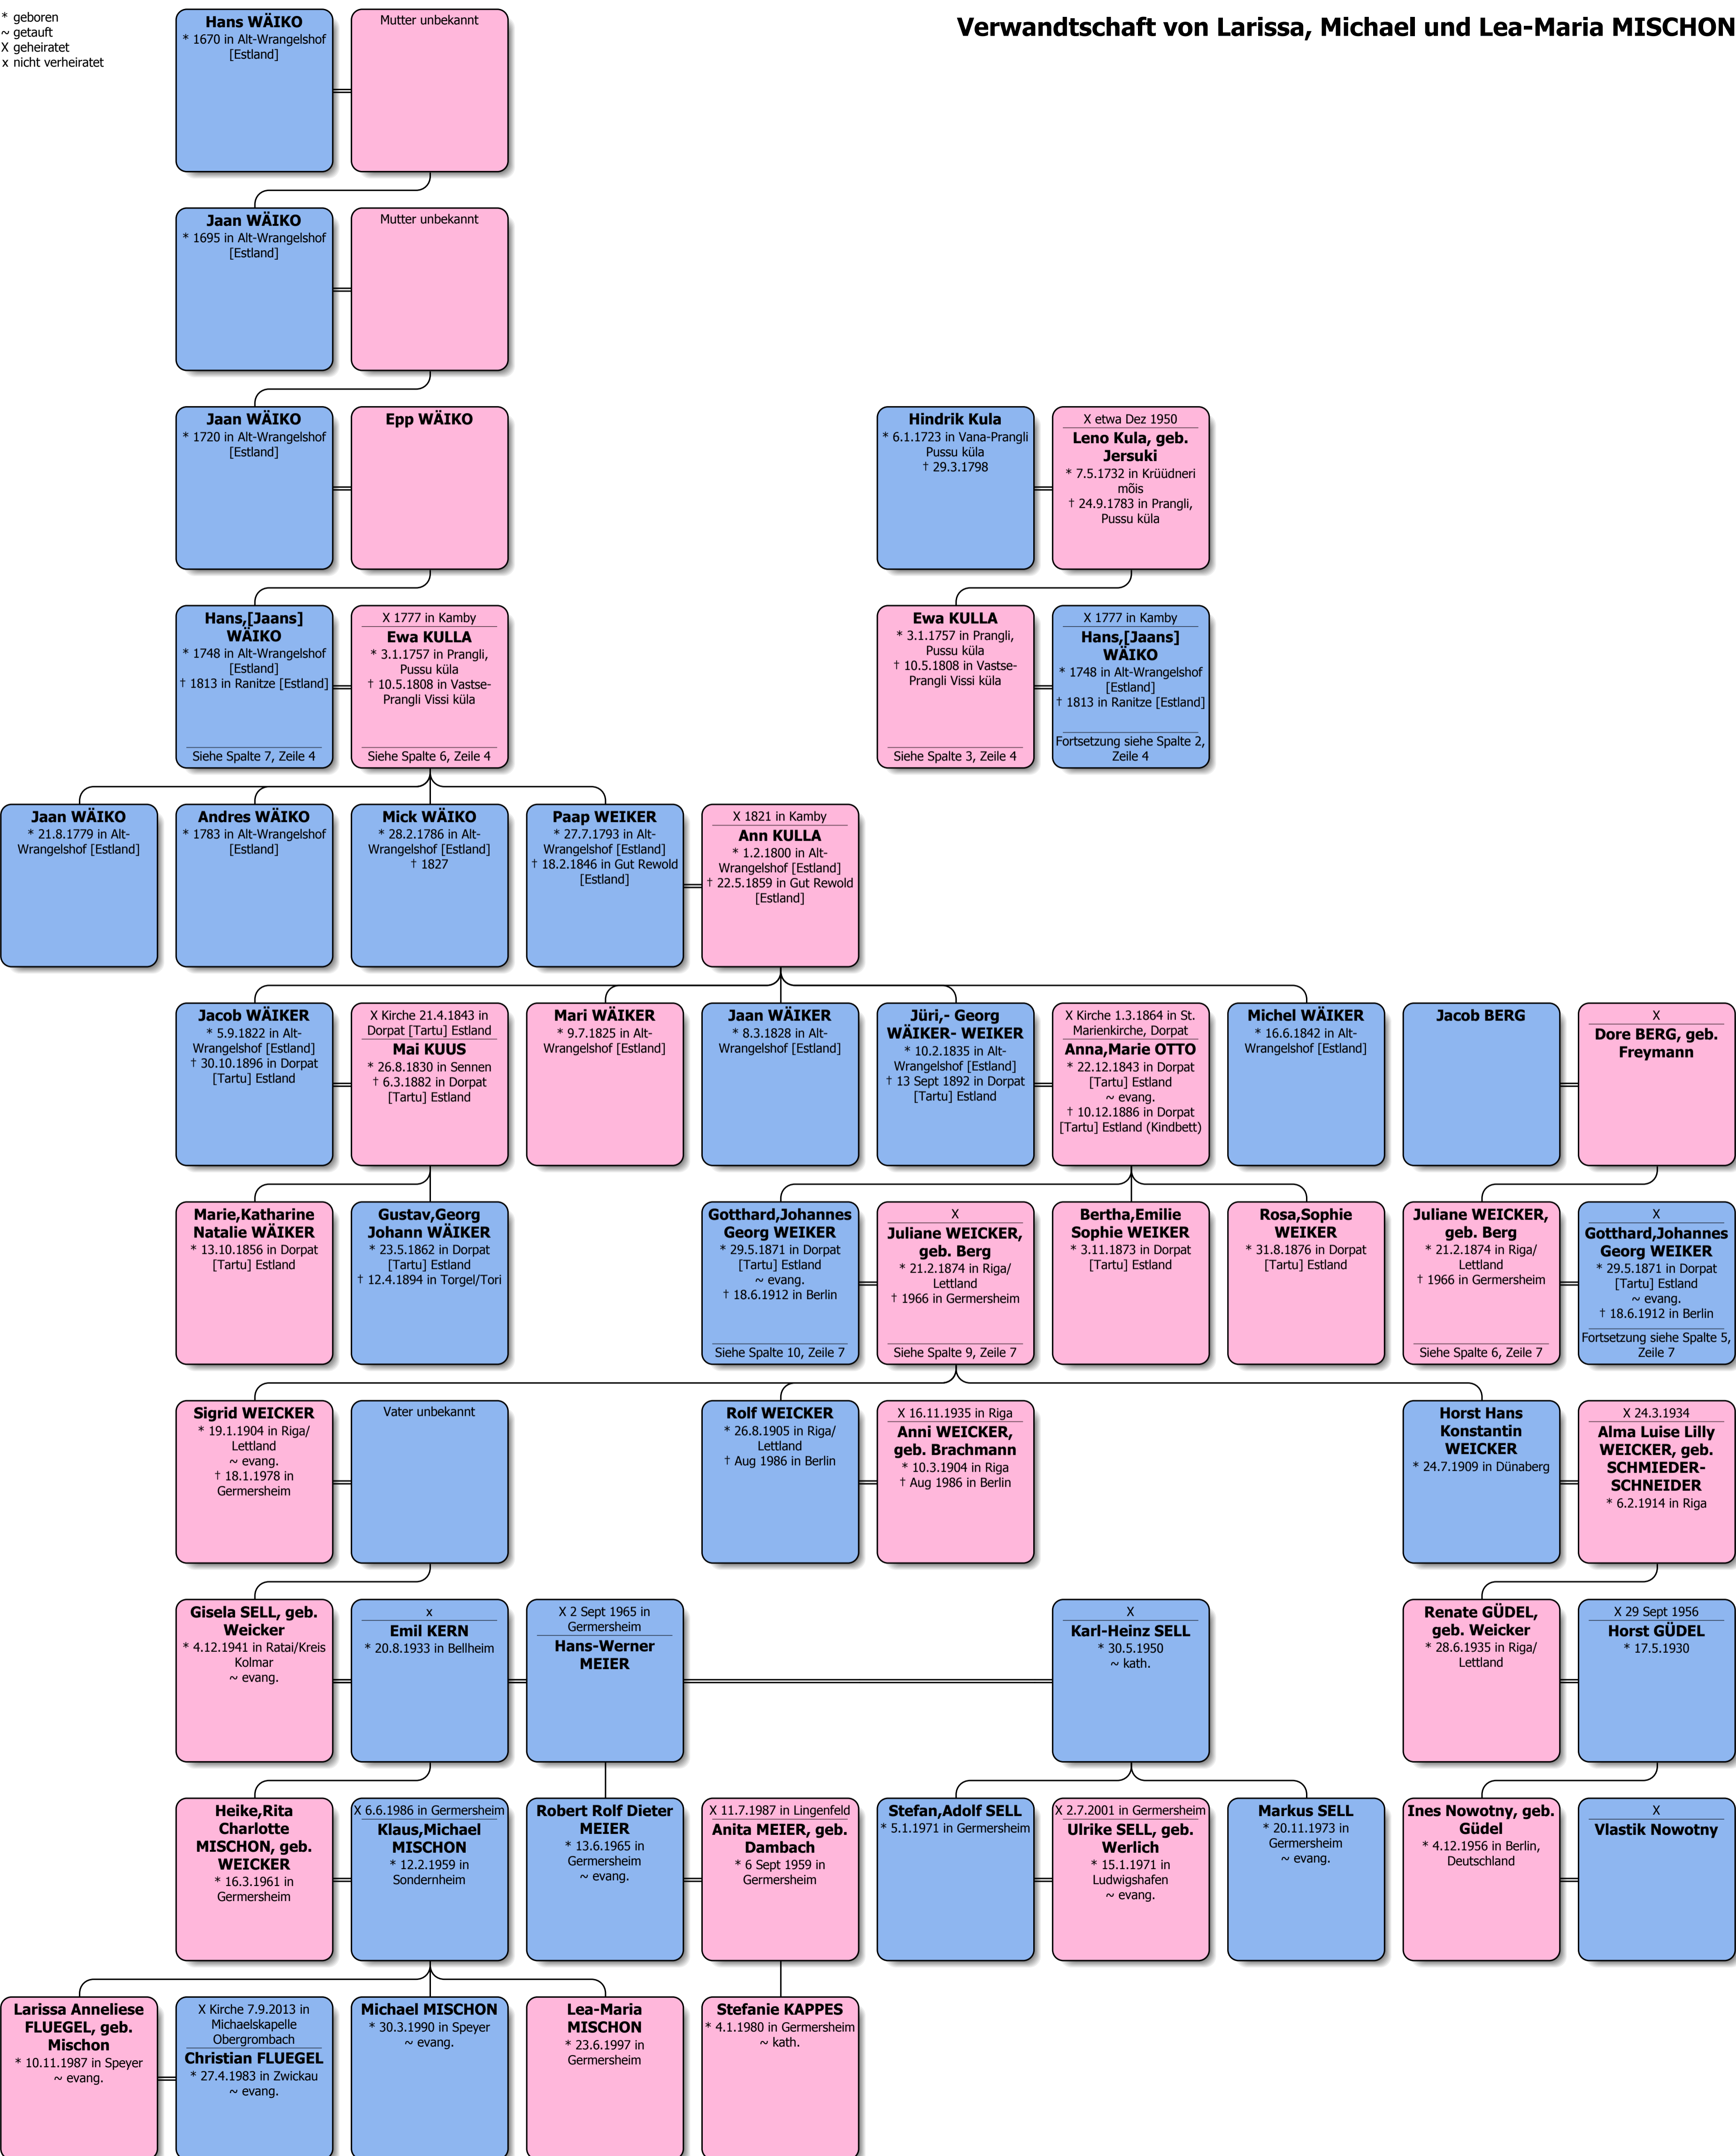 * geboren
~ getauft
X geheiratet
x nicht verheiratet
Verwandtschaft von Larissa, Michael und Lea-Maria MISCHON
Hans WÄIKO
* 1670 in Alt-Wrangelshof
[Estland]
Mutter unbekannt
Jaan WÄIKO
* 1695 in Alt-Wrangelshof
[Estland]
Mutter unbekannt
Jaan WÄIKO
* 1720 in Alt-Wrangelshof
[Estland]
Epp WÄIKO
Hindrik Kula
* 6.1.1723 in Vana-Prangli
Pussu küla
† 29.3.1798
X etwa Dez 1950
Leno Kula, geb.
Jersuki
* 7.5.1732 in Krüüdneri
mõis
† 24.9.1783 in Prangli,
Pussu küla
Hans,[Jaans]
WÄIKO
* 1748 in Alt-Wrangelshof
[Estland]
† 1813 in Ranitze [Estland]
Siehe Spalte 7, Zeile 4
X 1777 in Kamby
Ewa KULLA
* 3.1.1757 in Prangli,
Pussu küla
† 10.5.1808 in Vastse-
Prangli Vissi küla
Siehe Spalte 6, Zeile 4
Ewa KULLA
* 3.1.1757 in Prangli,
Pussu küla
† 10.5.1808 in Vastse-
Prangli Vissi küla
Siehe Spalte 3, Zeile 4
X 1777 in Kamby
Hans,[Jaans]
WÄIKO
* 1748 in Alt-Wrangelshof
[Estland]
† 1813 in Ranitze [Estland]
Fortsetzung siehe Spalte 2,
Zeile 4
Jaan WÄIKO
* 21.8.1779 in Alt-
Wrangelshof [Estland]
Andres WÄIKO
* 1783 in Alt-Wrangelshof
[Estland]
Mick WÄIKO
* 28.2.1786 in Alt-
Wrangelshof [Estland]
† 1827
Paap WEIKER
* 27.7.1793 in Alt-
Wrangelshof [Estland]
† 18.2.1846 in Gut Rewold
[Estland]
X 1821 in Kamby
Ann KULLA
* 1.2.1800 in Alt-
Wrangelshof [Estland]
† 22.5.1859 in Gut Rewold
[Estland]
Jacob WÄIKER
* 5.9.1822 in Alt-
Wrangelshof [Estland]
† 30.10.1896 in Dorpat
[Tartu] Estland
X Kirche 21.4.1843 in
Dorpat [Tartu] Estland
Mai KUUS
* 26.8.1830 in Sennen
† 6.3.1882 in Dorpat
[Tartu] Estland
Mari WÄIKER
* 9.7.1825 in Alt-
Wrangelshof [Estland]
Jaan WÄIKER
* 8.3.1828 in Alt-
Wrangelshof [Estland]
Jüri,- Georg
WÄIKER- WEIKER
* 10.2.1835 in Alt-
Wrangelshof [Estland]
† 13 Sept 1892 in Dorpat
[Tartu] Estland
X Kirche 1.3.1864 in St.
Marienkirche, Dorpat
Anna,Marie OTTO
* 22.12.1843 in Dorpat
[Tartu] Estland
~ evang.
† 10.12.1886 in Dorpat
[Tartu] Estland (Kindbett)
Michel WÄIKER
* 16.6.1842 in Alt-
Wrangelshof [Estland]
Jacob BERG
X
Dore BERG, geb.
Freymann
Marie,Katharine
Natalie WÄIKER
* 13.10.1856 in Dorpat
[Tartu] Estland
Gustav,Georg
Johann WÄIKER
* 23.5.1862 in Dorpat
[Tartu] Estland
† 12.4.1894 in Torgel/Tori
Gotthard,Johannes
Georg WEIKER
* 29.5.1871 in Dorpat
[Tartu] Estland
~ evang.
† 18.6.1912 in Berlin
Siehe Spalte 10, Zeile 7
X
Juliane WEICKER,
geb. Berg
* 21.2.1874 in Riga/
Lettland
† 1966 in Germersheim
Siehe Spalte 9, Zeile 7
Bertha,Emilie
Sophie WEIKER
* 3.11.1873 in Dorpat
[Tartu] Estland
Rosa,Sophie
WEIKER
* 31.8.1876 in Dorpat
[Tartu] Estland
Juliane WEICKER,
geb. Berg
* 21.2.1874 in Riga/
Lettland
† 1966 in Germersheim
Siehe Spalte 6, Zeile 7
X
Gotthard,Johannes
Georg WEIKER
* 29.5.1871 in Dorpat
[Tartu] Estland
~ evang.
† 18.6.1912 in Berlin
Fortsetzung siehe Spalte 5,
Zeile 7
Sigrid WEICKER
* 19.1.1904 in Riga/
Lettland
~ evang.
† 18.1.1978 in
Germersheim
Vater unbekannt
Rolf WEICKER
* 26.8.1905 in Riga/
Lettland
† Aug 1986 in Berlin
X 16.11.1935 in Riga
Anni WEICKER,
geb. Brachmann
* 10.3.1904 in Riga
† Aug 1986 in Berlin
Horst Hans
Konstantin
WEICKER
* 24.7.1909 in Dünaberg
X 24.3.1934
Alma Luise Lilly
WEICKER, geb.
SCHMIEDER-
SCHNEIDER
* 6.2.1914 in Riga
Gisela SELL, geb.
Weicker
* 4.12.1941 in Ratai/Kreis
Kolmar
~ evang.
x
Emil KERN
* 20.8.1933 in Bellheim
X 2 Sept 1965 in
Germersheim
Hans-Werner
MEIER
X
Karl-Heinz SELL
* 30.5.1950
~ kath.
Renate GÜDEL,
geb. Weicker
* 28.6.1935 in Riga/
Lettland
X 29 Sept 1956
Horst GÜDEL
* 17.5.1930
Heike,Rita
Charlotte
MISCHON, geb.
WEICKER
* 16.3.1961 in
Germersheim
X 6.6.1986 in Germersheim
Klaus,Michael
MISCHON
* 12.2.1959 in
Sondernheim
Robert Rolf Dieter
MEIER
* 13.6.1965 in
Germersheim
~ evang.
X 11.7.1987 in Lingenfeld
Anita MEIER, geb.
Dambach
* 6 Sept 1959 in
Germersheim
Stefan,Adolf SELL
* 5.1.1971 in Germersheim
X 2.7.2001 in Germersheim
Ulrike SELL, geb.
Werlich
* 15.1.1971 in
Ludwigshafen
~ evang.
Markus SELL
* 20.11.1973 in
Germersheim
~ evang.
Ines Nowotny, geb.
Güdel
* 4.12.1956 in Berlin,
Deutschland
X
Vlastik Nowotny
Larissa Anneliese
FLUEGEL, geb.
Mischon
* 10.11.1987 in Speyer
~ evang.
X Kirche 7.9.2013 in
Michaelskapelle
Obergrombach
Christian FLUEGEL
* 27.4.1983 in Zwickau
~ evang.
Michael MISCHON
* 30.3.1990 in Speyer
~ evang.
Lea-Maria
MISCHON
* 23.6.1997 in
Germersheim
Stefanie KAPPES
* 4.1.1980 in Germersheim
~ kath.